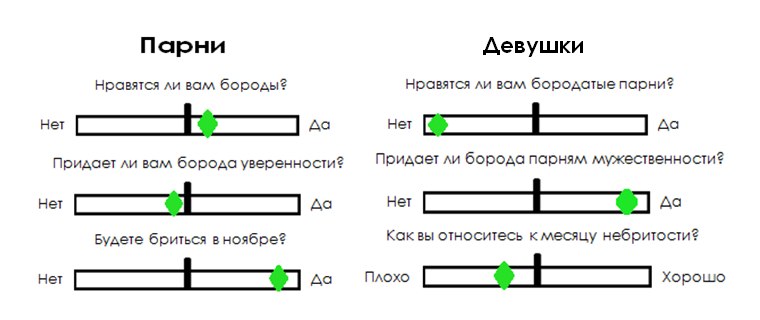 Парни
Нравятся ли вам бороды?
Нет Да
Придает ли вам борода уверенности?
Нет Да
Будете бриться в ноябре?
Нет Да
Девушки
Нравятся ли вам бородатые парни?
Нет Да
Придает ли борода парням мужественности?
Нет Да
Как вы относитесь к месяцу небритости?
Плохо Хорошо